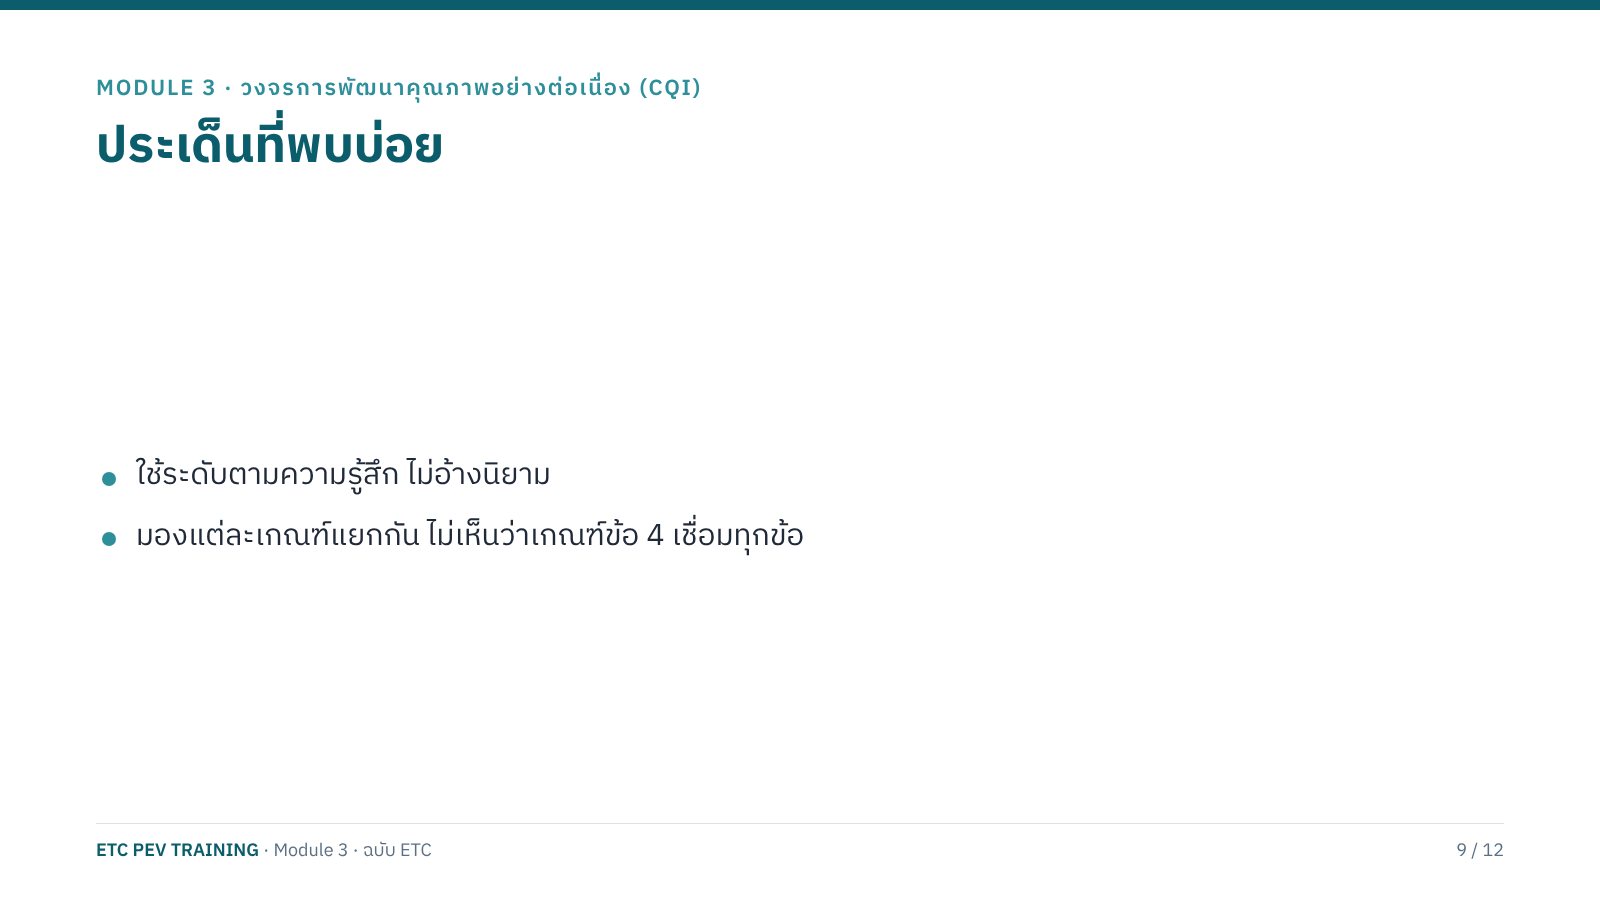 MODULE 3 · วงจรการพัฒนาคุณภาพอย่างต่อเนื่อง (CQI)
ประเด็นที่พบบ่อย
ใช้ระดับตามความรู้สึก ไม่อ้างนิยาม
มองแต่ละเกณฑ์แยกกัน ไม่เห็นว่าเกณฑ์ข้อ 4 เชื่อมทุกข้อ
ETC PEV TRAINING · Module 3 · ฉบับ ETC
9 / 12